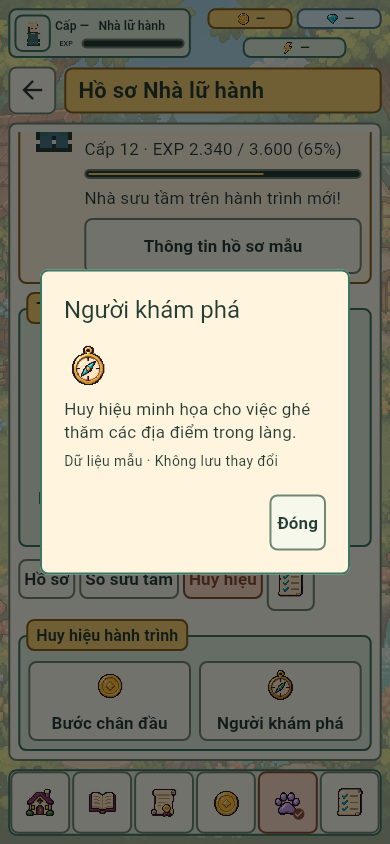 Cấp — Nhà lữ hành
EXP
—
—
—
Hồ sơ Nhà lữ hành
Cấp 12 · EXP 2.340 / 3.600 (65%)
Nhà sưu tầm trên hành trình mới!
Thông tin hồ sơ mẫu
Người khám phá
Huy hiệu minh họa cho việc ghé
thăm các địa điểm trong làng.
Dữ liệu mẫu · Không lưu thay đổi
Đóng
Hồ sơ
Sổ sưu tầm
Huy hiệu
Huy hiệu hành trình
Bước chân đầu
Người khám phá